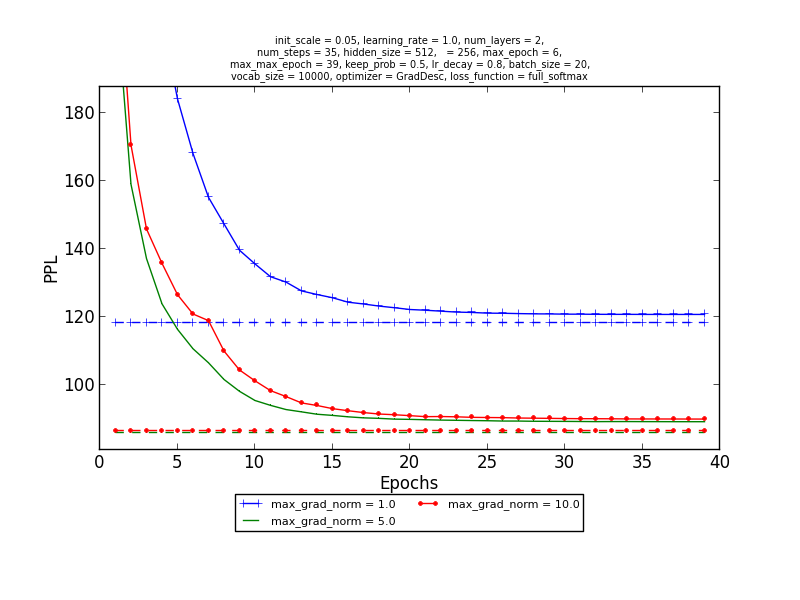 init_scale = 0.05, learning_rate = 1.0, num_layers = 2,
num_steps = 35, hidden_size = 512,   = 256, max_epoch = 6,
max_max_epoch = 39, keep_prob = 0.5, lr_decay = 0.8, batch_size = 20,
vocab_size = 10000, optimizer = GradDesc, loss_function = full_softmax
180
160
140
120
100
PPL
0 5 10 15 20 25 30 35 40
Epochs
max_grad_norm = 1.0 max_grad_norm = 10.0
max_grad_norm = 5.0